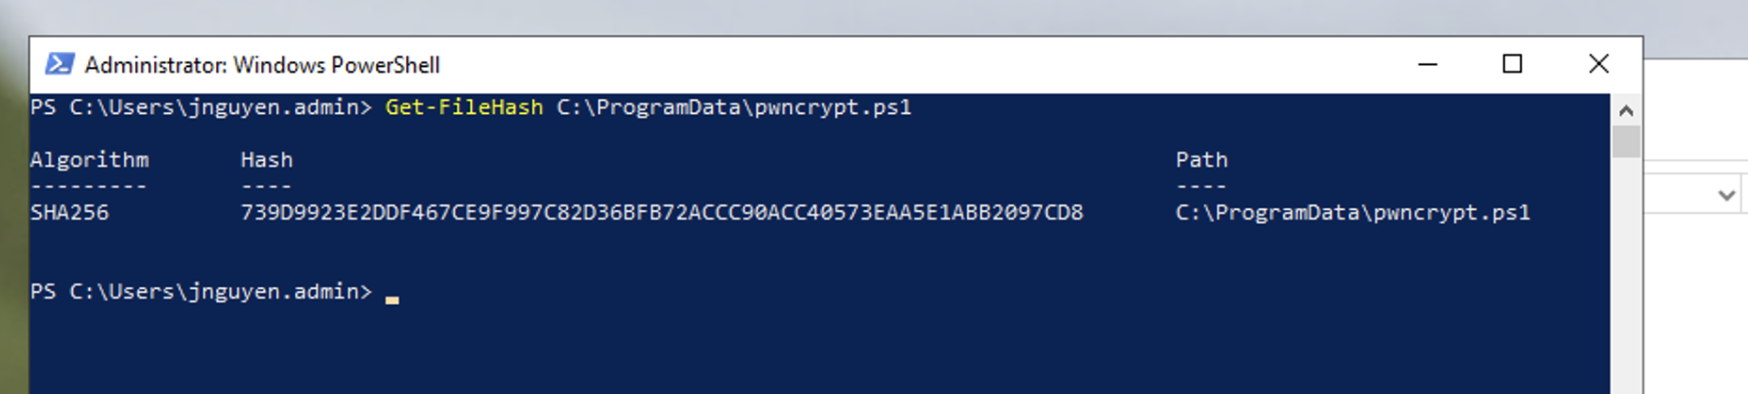 Administrator: Windows PowerShell
PS C:\Users\jnguyen.admin> Get-FileHash C:\ProgramData\pwncrypt.ps1
Algorithm Hash Path
--------- ---- ----
SHA256 739D9923E2DDF467CE9F997C82D36BFB72ACCC90ACC40573EAA5E1ABB2097CD8 C:\ProgramData\pwncrypt.ps1
PS C:\Users\jnguyen.admin>